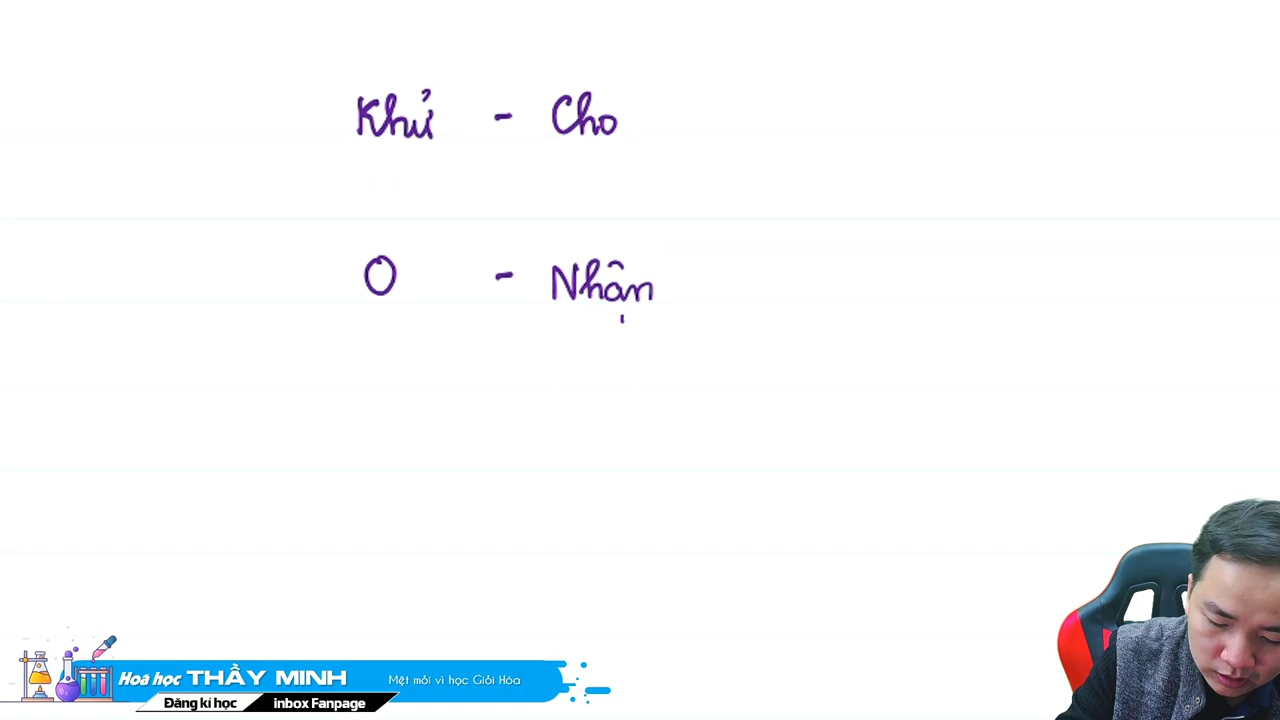 Khử - Cho
O - Nhận
Hoá học THẦY MINH
Mệt mỏi vì học Giỏi Hóa
Đăng kí học inbox Fanpage